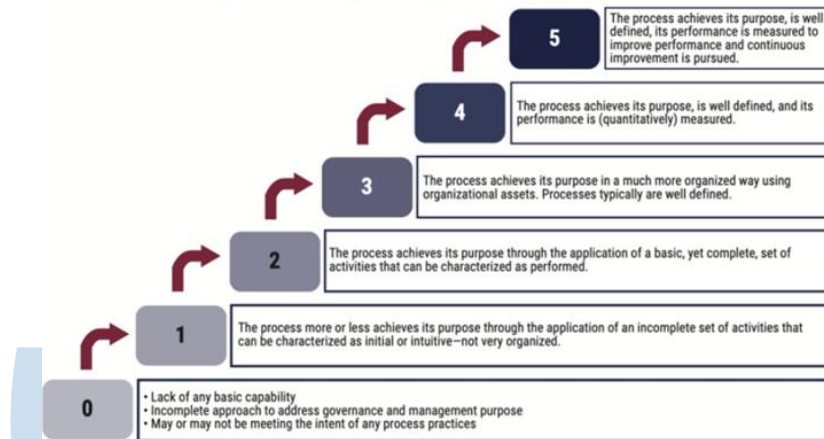 5
The process achieves its purpose, is well
defined, its performance is measured to
improve performance and continuous
improvement is pursued.
4
The process achieves its purpose, is well defined, and its
performance is (quantitatively) measured.
3
The process achieves its purpose in a much more organized way using
organizational assets. Processes typically are well defined.
2
The process achieves its purpose through the application of a basic, yet complete, set of
activities that can be characterized as performed.
1
The process more or less achieves its purpose through the application of an incomplete set of activities that
can be characterized as initial or intuitive—not very organized.
0
• Lack of any basic capability
• Incomplete approach to address governance and management purpose
• May or may not be meeting the intent of any process practices